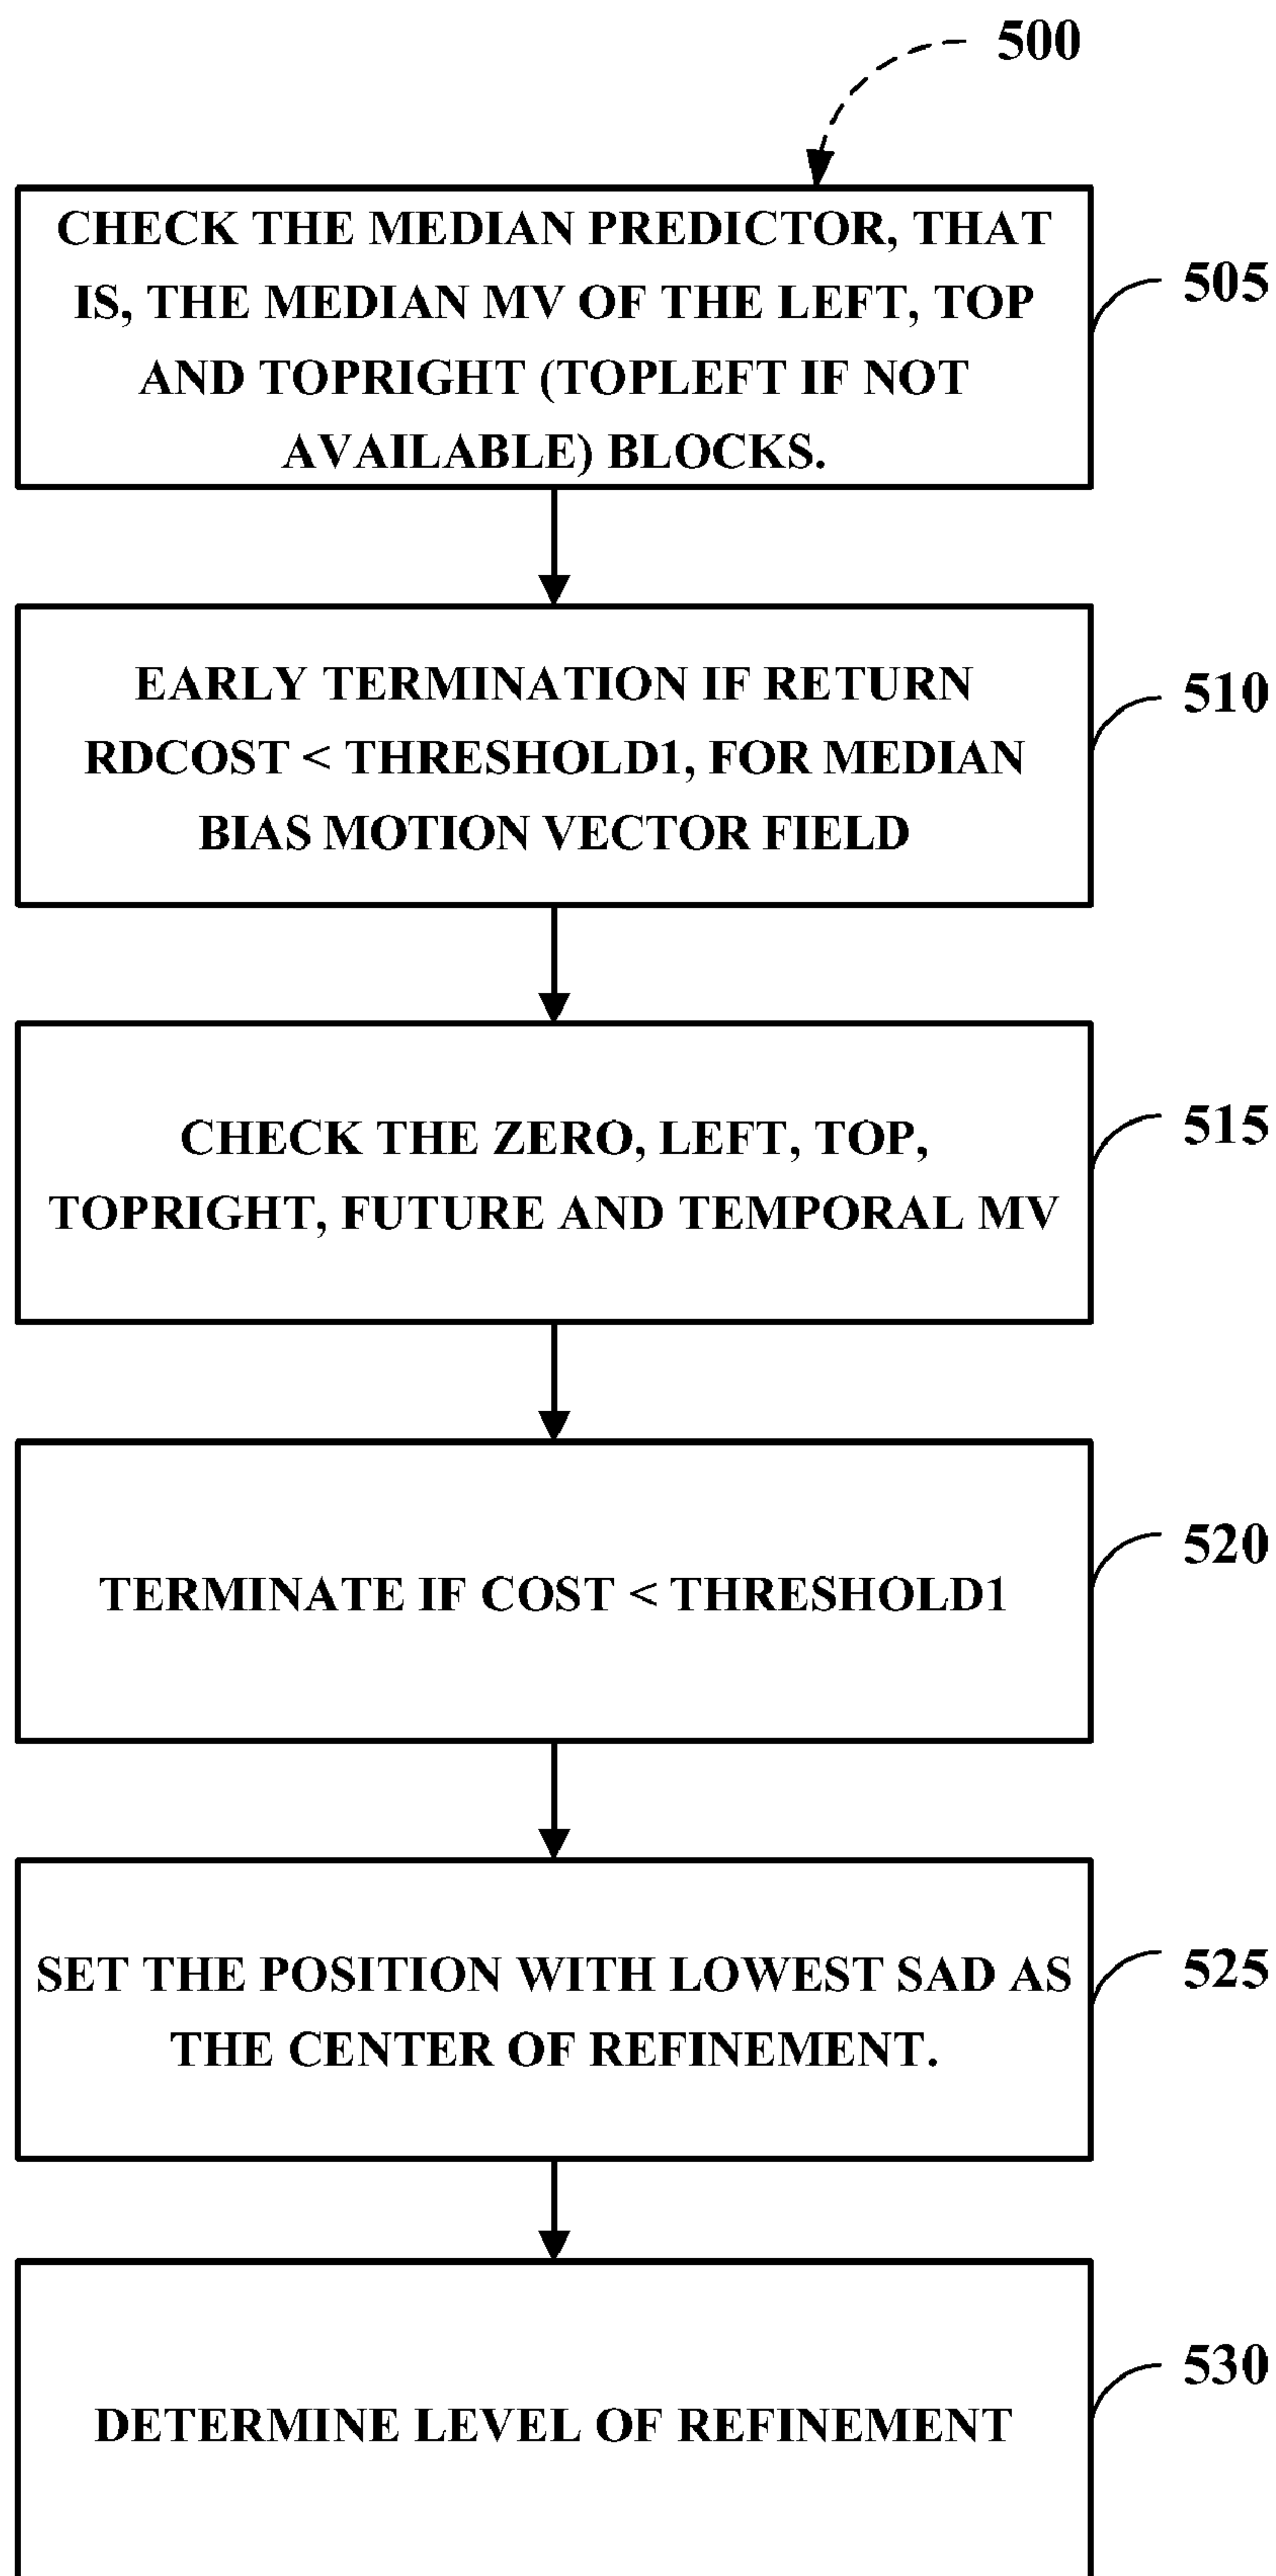 500
CHECK THE MEDIAN PREDICTOR, THAT
IS, THE MEDIAN MV OF THE LEFT, TOP
AND TOPRIGHT (TOPLEFT IF NOT
AVAILABLE) BLOCKS.
505
EARLY TERMINATION IF RETURN
RDCOST < THRESHOLD1, FOR MEDIAN
BIAS MOTION VECTOR FIELD
510
CHECK THE ZERO, LEFT, TOP,
TOPRIGHT, FUTURE AND TEMPORAL MV
515
TERMINATE IF COST < THRESHOLD1
520
SET THE POSITION WITH LOWEST SAD AS
THE CENTER OF REFINEMENT.
525
DETERMINE LEVEL OF REFINEMENT
530